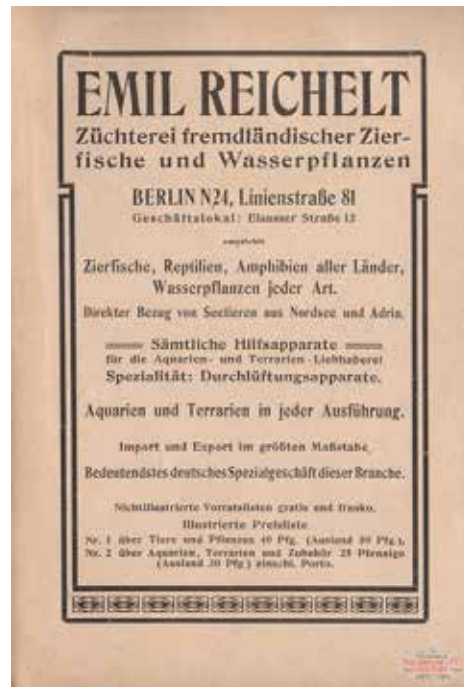 EMIL REICHELT
Züchterei fremdländischer Zier-
fische und Wasserpflanzen
BERLIN N24, Linienstraße 81
Geschäftslokal: Elsasser Straße 12
empfiehlt
Zierfische, Reptilien, Amphibien aller Länder,
Wasserpflanzen jeder Art.
Direkter Bezug von Seetieren aus Nordsee und Adria.
Sämtliche Hilfsapparate
für die Aquarien- und Terrarien-Liebhaberei
Spezialität: Durchlüftungsapparate.
Aquarien und Terrarien in jeder Ausführung.
Import und Export im größten Maßstabe.
Bedeutendstes deutsches Spezialgeschäft dieser Branche.
Nichtillustrierte Vorratslisten gratis und franko.
Illustrierte Preisliste
Nr. 1 über Tiere und Pflanzen 40 Pfg. (Ausland Pfg.),
Nr. 2 über Aquarien, Terrarien und Zubehör 25 Pfennige
(Ausland 30 Pfg.) einschl. Porto.